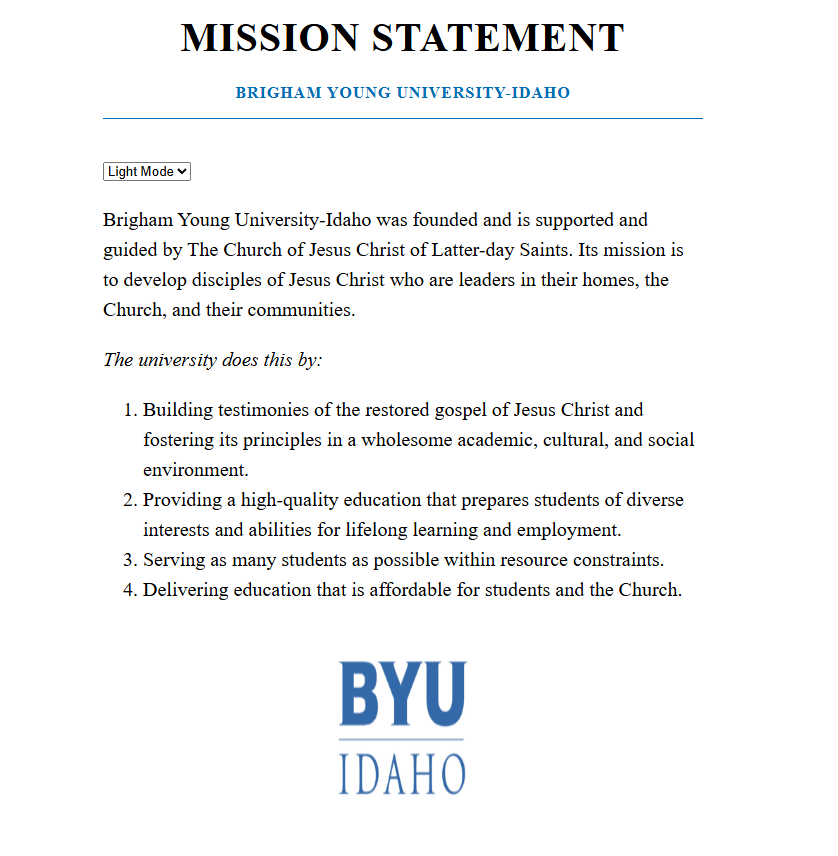 MISSION STATEMENT
BRIGHAM YOUNG UNIVERSITY-IDAHO
Light Mode
Brigham Young University-Idaho was founded and is supported and
guided by The Church of Jesus Christ of Latter-day Saints. Its mission is
to develop disciples of Jesus Christ who are leaders in their homes, the
Church, and their communities.
The university does this by:
1. Building testimonies of the restored gospel of Jesus Christ and
fostering its principles in a wholesome academic, cultural, and social
environment.
2. Providing a high-quality education that prepares students of diverse
interests and abilities for lifelong learning and employment.
3. Serving as many students as possible within resource constraints.
4. Delivering education that is affordable for students and the Church.
BYU
IDAHO